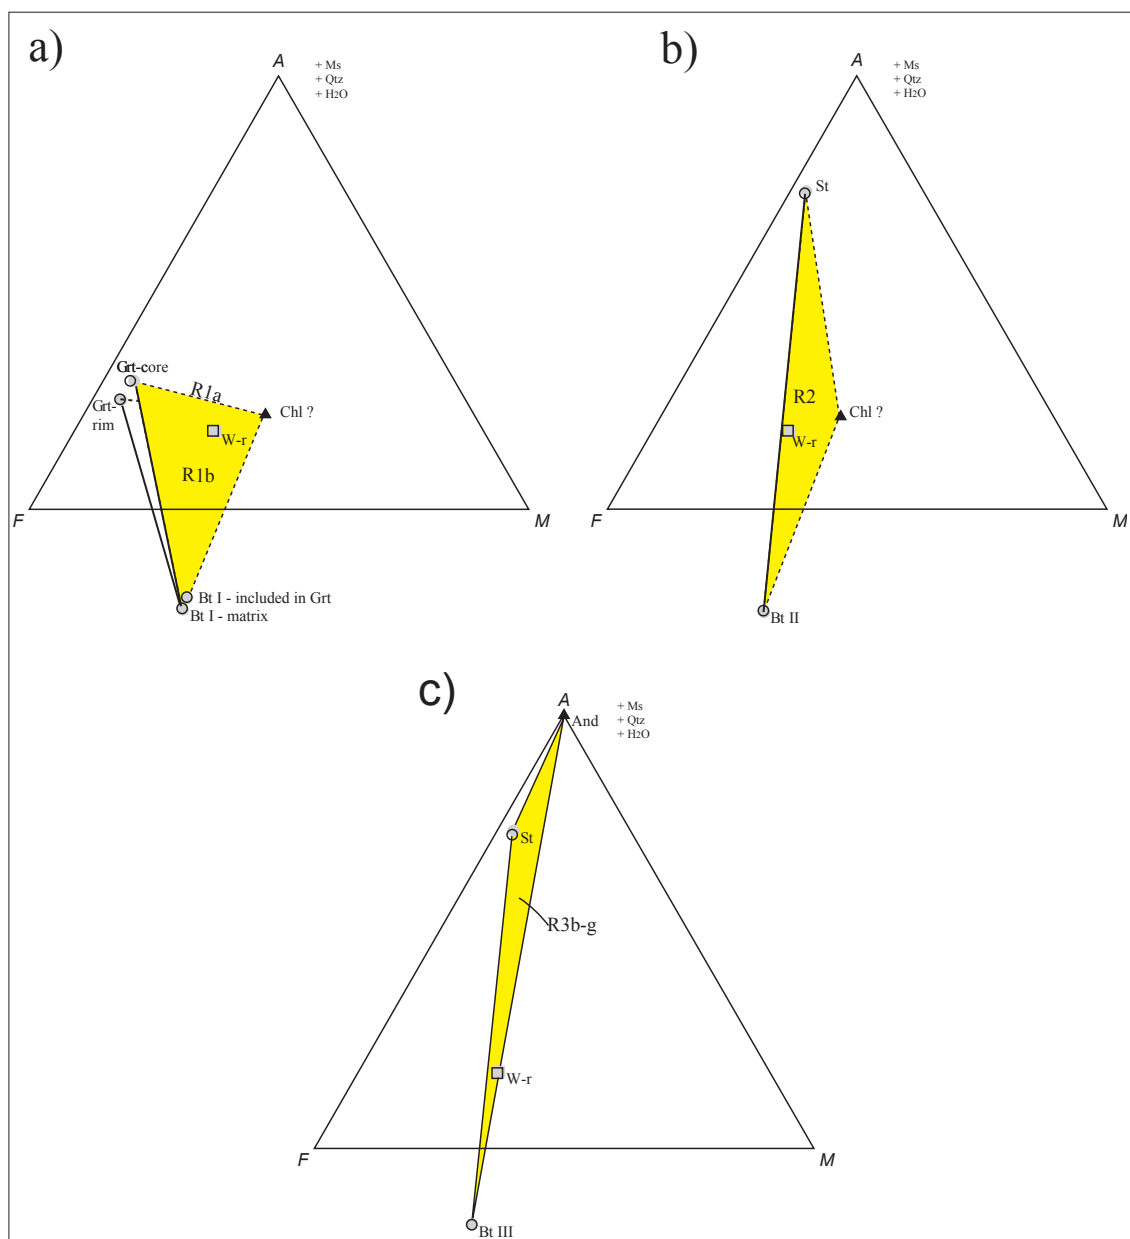 a)
A
+ Ms
+ Qtz
+ H2O
Grt-core
Grt-
rim
R1a
Chl ?
W-r
R1b
F
M
Bt I - included in Grt
Bt I - matrix
b)
A
+ Ms
+ Qtz
+ H2O
St
R2
Chl ?
W-r
F
M
Bt II
c)
A
And
+ Ms
+ Qtz
+ H2O
St
R3b-g
W-r
F
M
Bt III